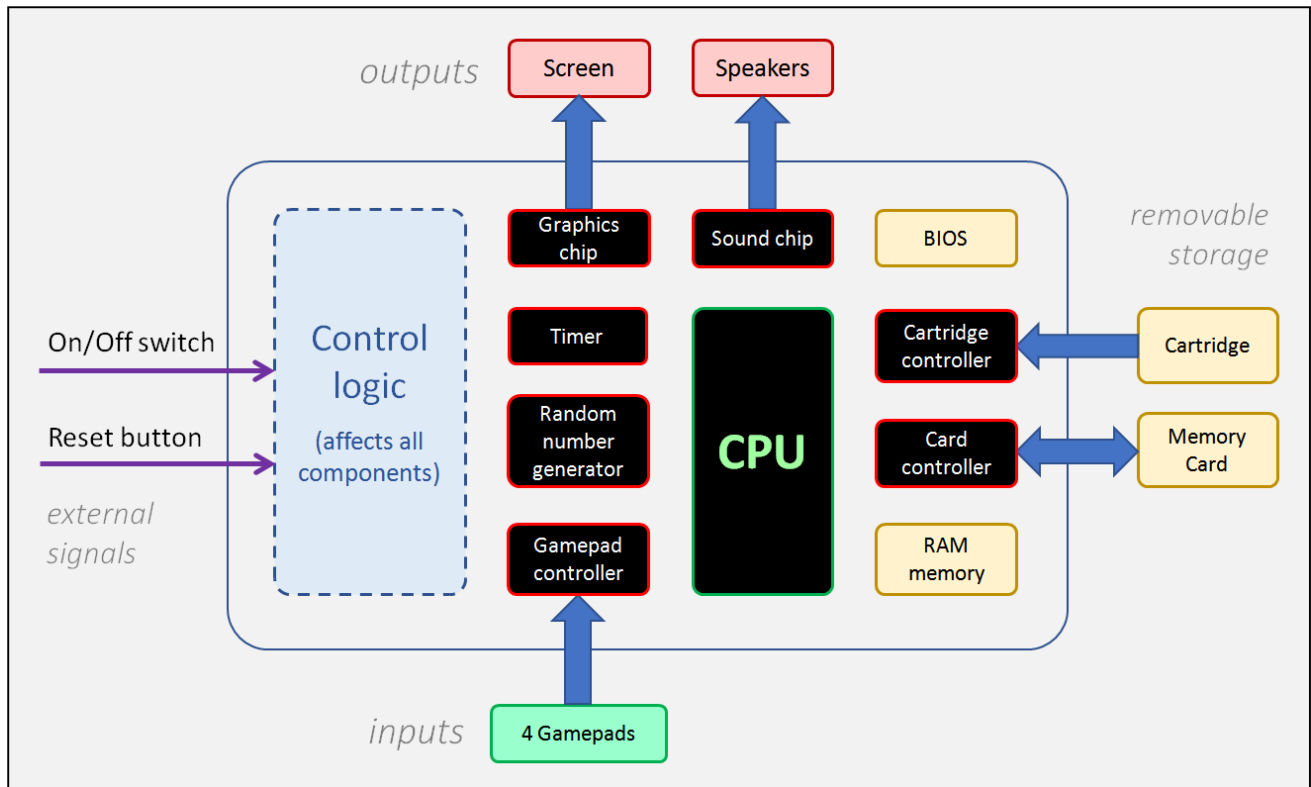 outputs
Screen
Speakers
Graphics
chip
Sound chip
BIOS
removable
storage
On/Off switch
Reset button
external
signals
Control
logic
(affects all
components)
Timer
Random
number
generator
Gamepad
controller
CPU
Cartridge
controller
Cartridge
Card
controller
Memory
Card
RAM
memory
inputs
4 Gamepads